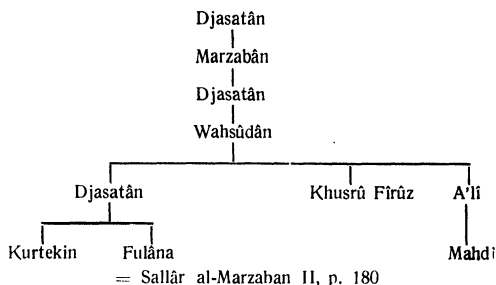 Djasatân
Marzabân
Djasatân
Wahsûdân
Djasatân Khusrû Fîrûz A'lî
Kurtekin Fulâna Mahdî
= Sallâr al-Marzaban II, p. 180